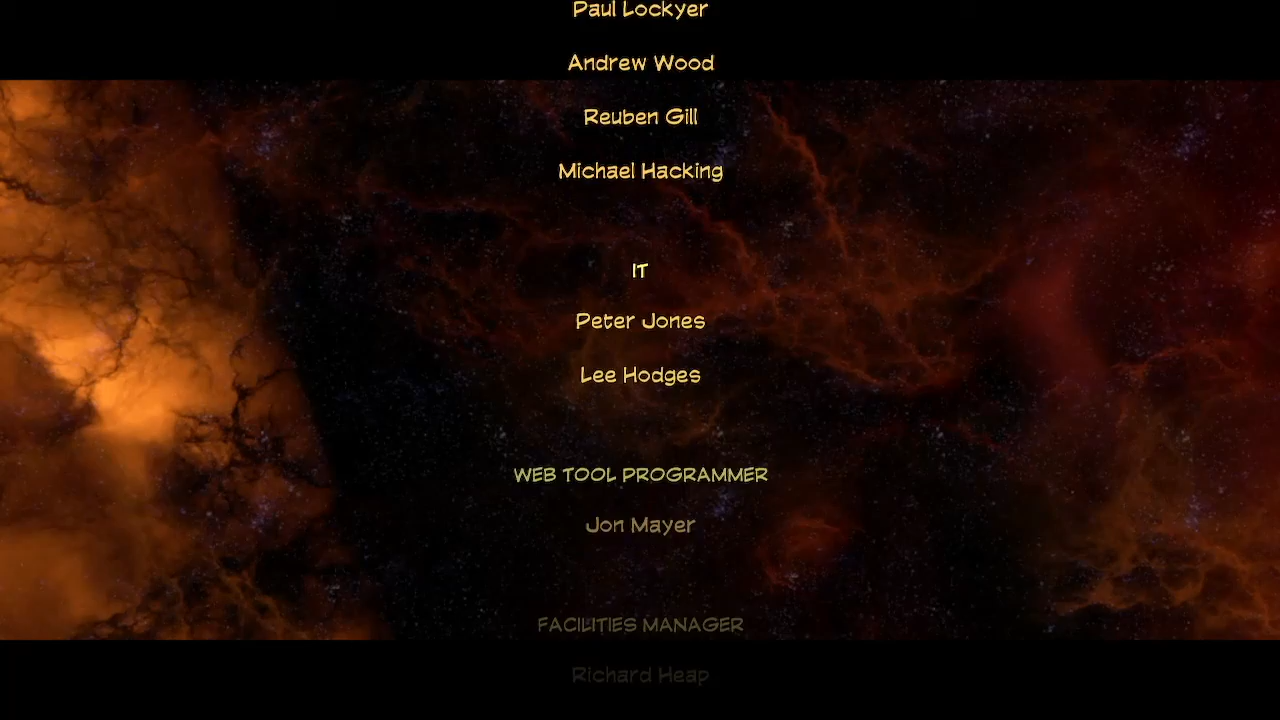 Paul Lockyer
Andrew Wood
Reuben Gill
Michael Hacking
IT
Peter Jones
Lee Hodges
WEB TOOL PROGRAMMER
Jon Mayer
FACILITIES MANAGER
Richard Heap